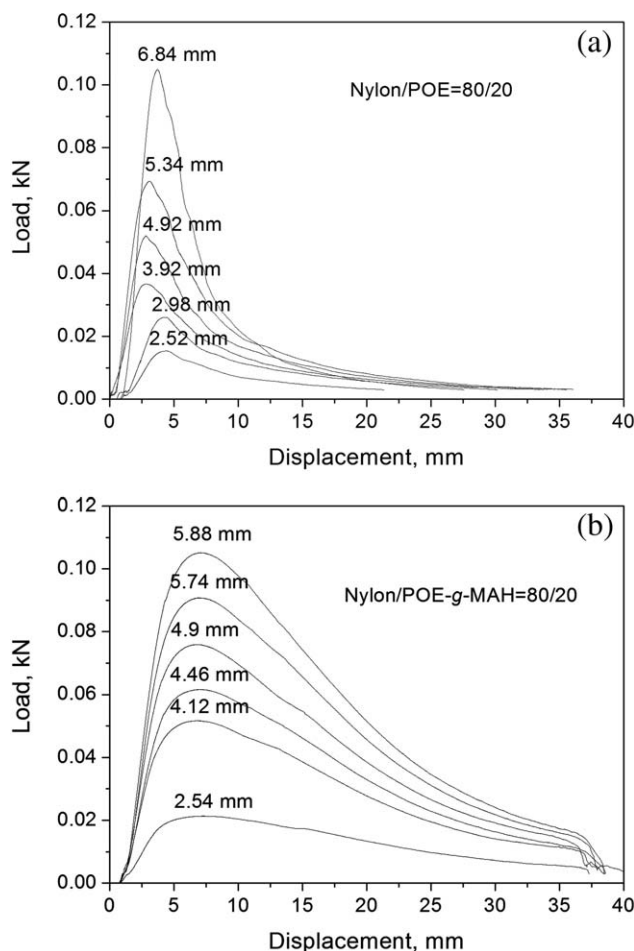 (a)
0.12
6.84 mm
0.10
Nylon/POE=80/20
0.08
5.34 mm
Load, kN
0.06
4.92 mm
3.92 mm
0.04
2.98 mm
2.52 mm
0.02
0.00
0 5 10 15 20 25 30 35 40
Displacement, mm
(b)
0.12
5.88 mm
0.10
5.74 mm
Nylon/POE-g-MAH=80/20
0.08
4.9 mm
Load, kN
0.06
4.46 mm
4.12 mm
0.04
2.54 mm
0.02
0.00
0 5 10 15 20 25 30 35 40
Displacement, mm